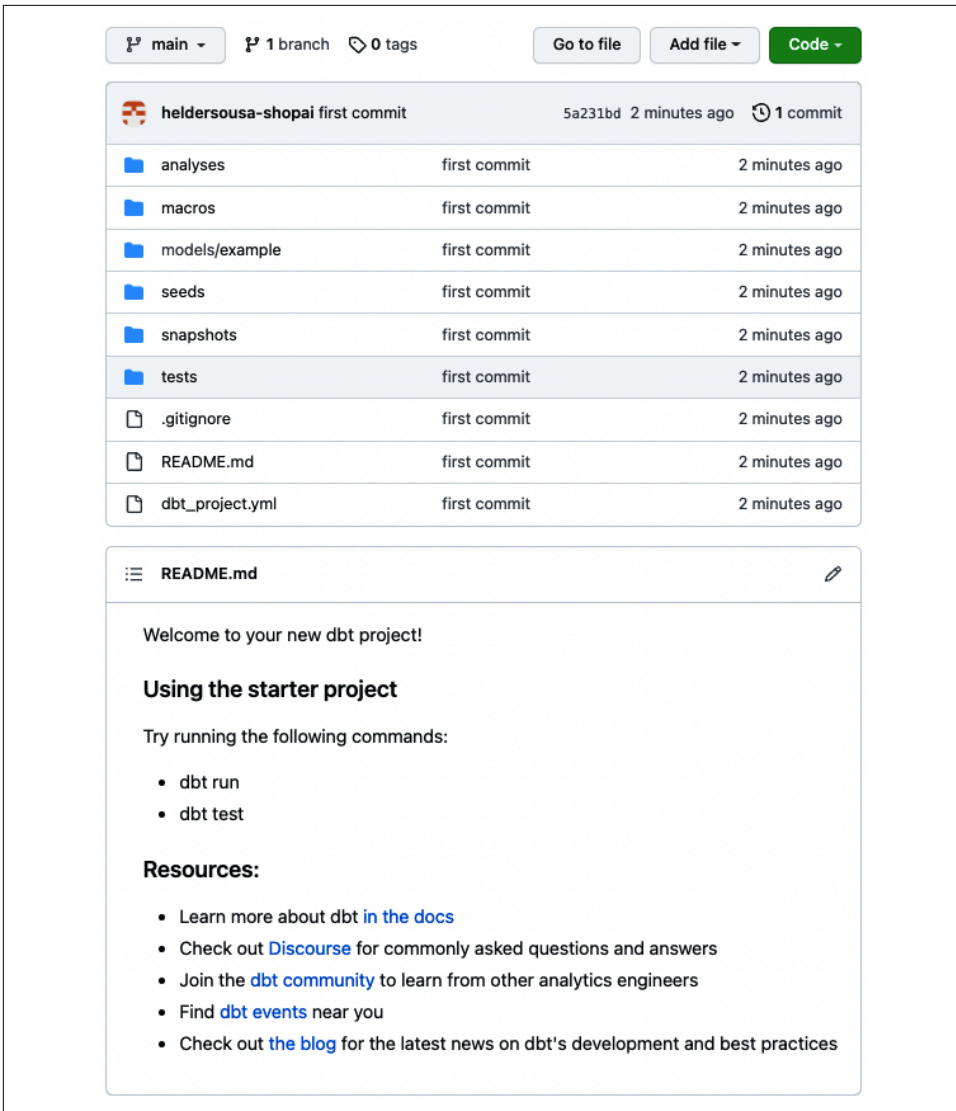 main 1 branch 0 tags Go to file Add file Code
heldersousa-shopai first commit 5a231bd 2 minutes ago 1 commit
analyses first commit 2 minutes ago
macros first commit 2 minutes ago
models/example first commit 2 minutes ago
seeds first commit 2 minutes ago
snapshots first commit 2 minutes ago
tests first commit 2 minutes ago
.gitignore first commit 2 minutes ago
README.md first commit 2 minutes ago
dbt_project.yml first commit 2 minutes ago
README.md
Welcome to your new dbt project!
Using the starter project
Try running the following commands:
• dbt run
• dbt test
Resources:
• Learn more about dbt in the docs
• Check out Discourse for commonly asked questions and answers
• Join the dbt community to learn from other analytics engineers
• Find dbt events near you
• Check out the blog for the latest news on dbt's development and best practices